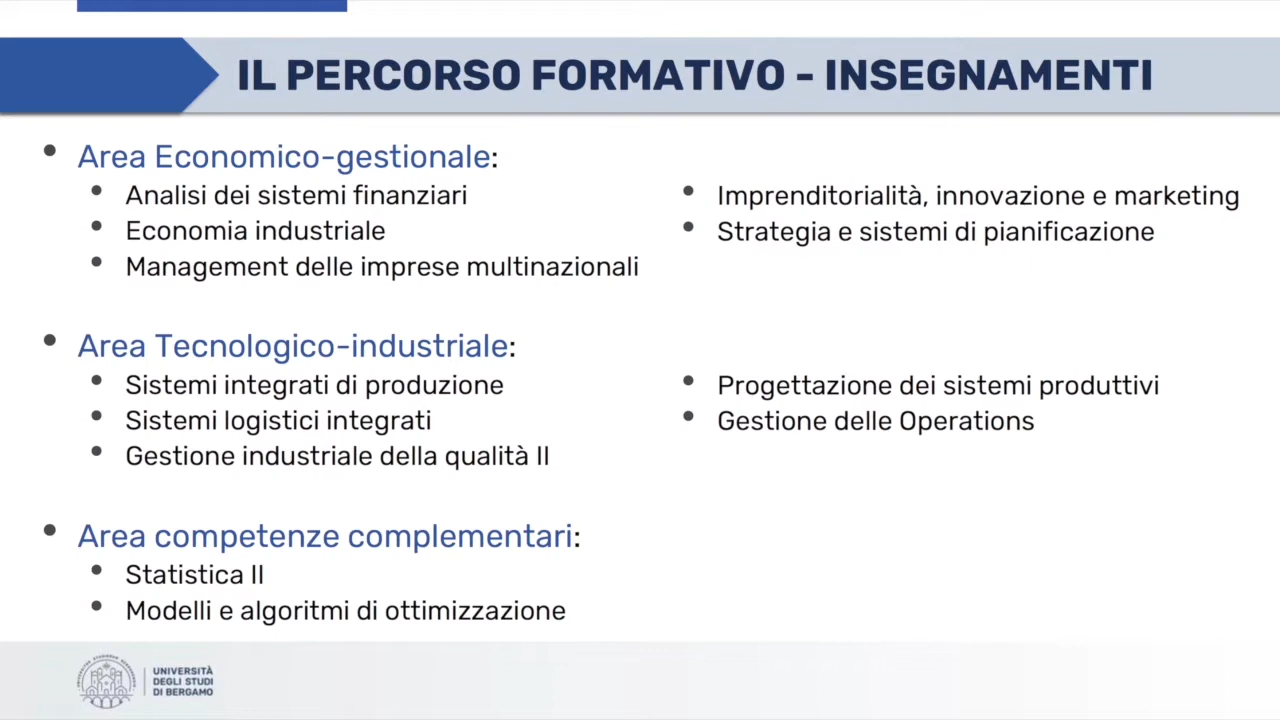 IL PERCORSO FORMATIVO - INSEGNAMENTI
Area Economico-gestionale:
Analisi dei sistemi finanziari
Economia industriale
Management delle imprese multinazionali
Imprenditorialità, innovazione e marketing
Strategia e sistemi di pianificazione
Area Tecnologico-industriale:
Sistemi integrati di produzione
Sistemi logistici integrati
Gestione industriale della qualità II
Progettazione dei sistemi produttivi
Gestione delle Operations
Area competenze complementari:
Statistica II
Modelli e algoritmi di ottimizzazione
UNIVERSITÀ
DEGLI STUDI
DI BERGAMO